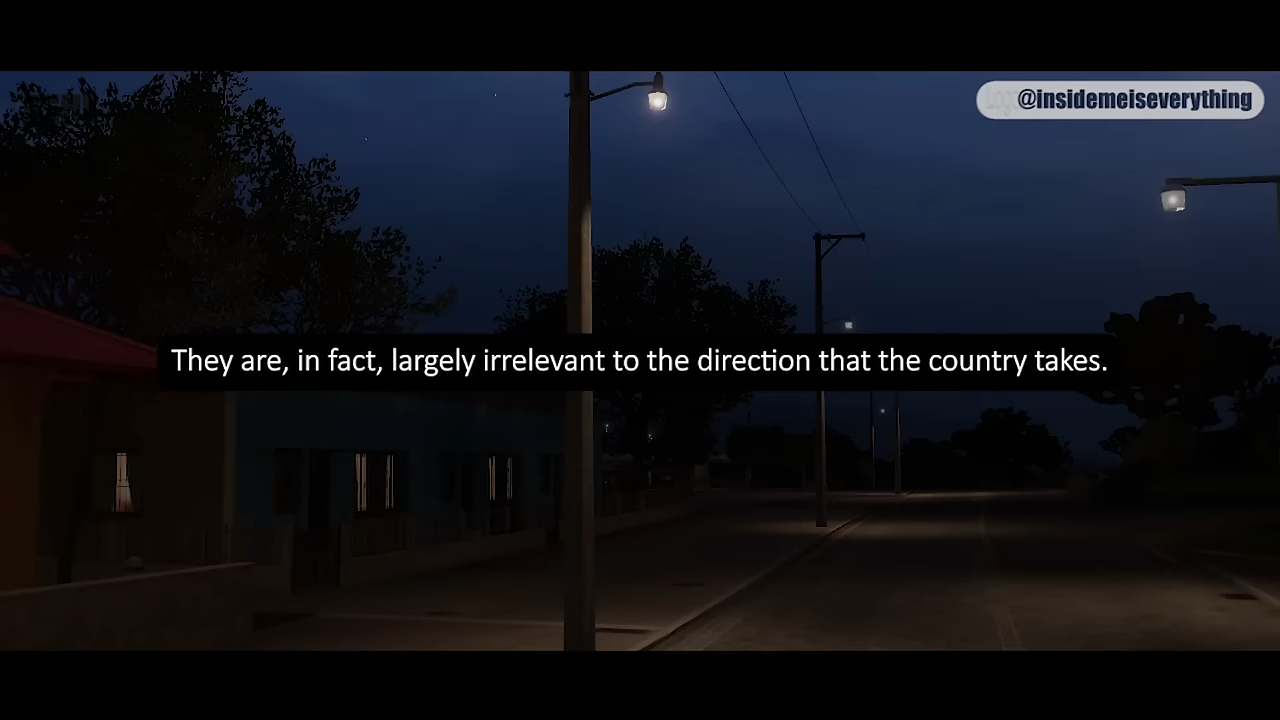 @insidemeiseverything
They are, in fact, largely irrelevant to the direction that the country takes.